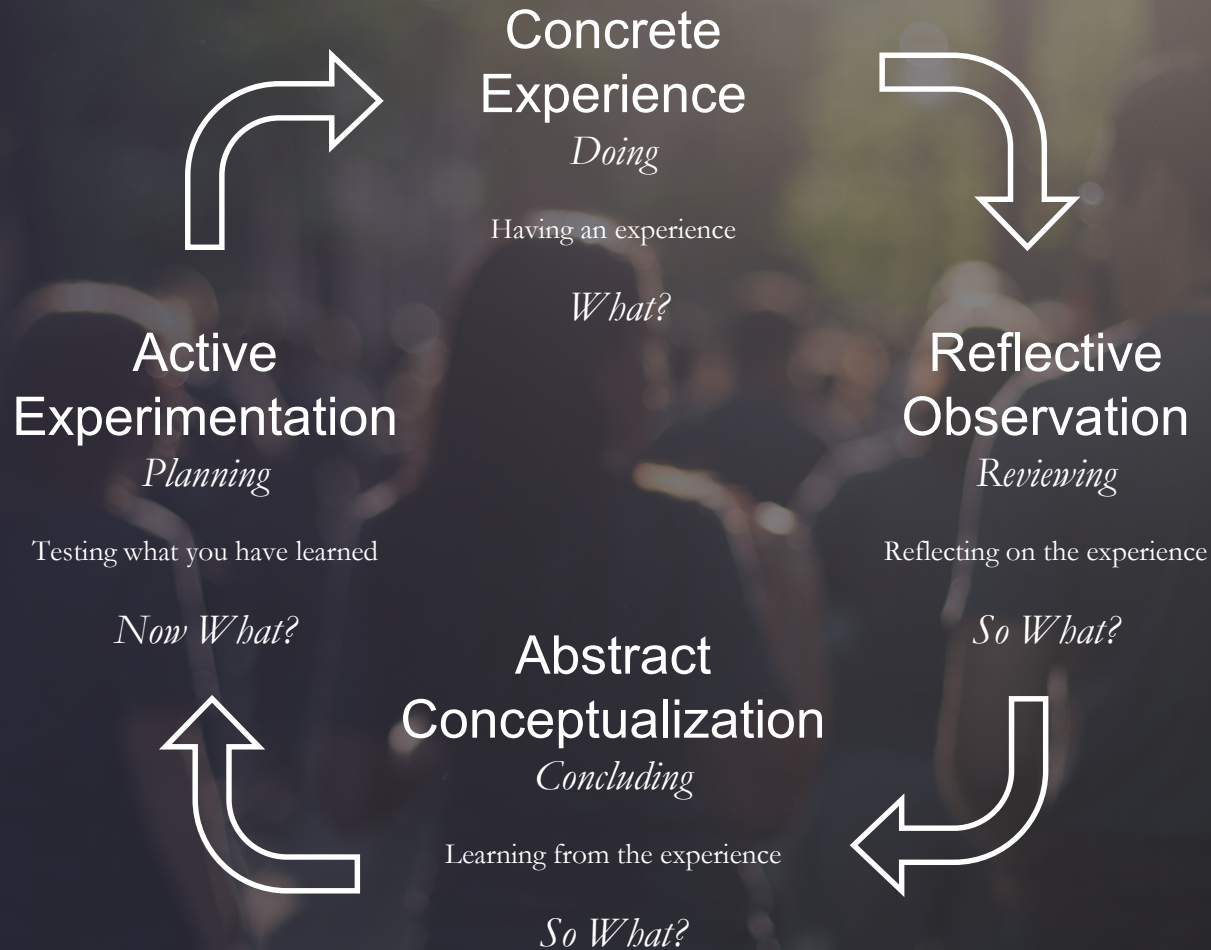 Concrete
Experience
Doing
Having an experience
What?
Reflective
Observation
Reviewing
Reflecting on the experience
So What?
Abstract
Conceptualization
Concluding
Learning from the experience
So What?
Active
Experimentation
Planning
Testing what you have learned
Now What?